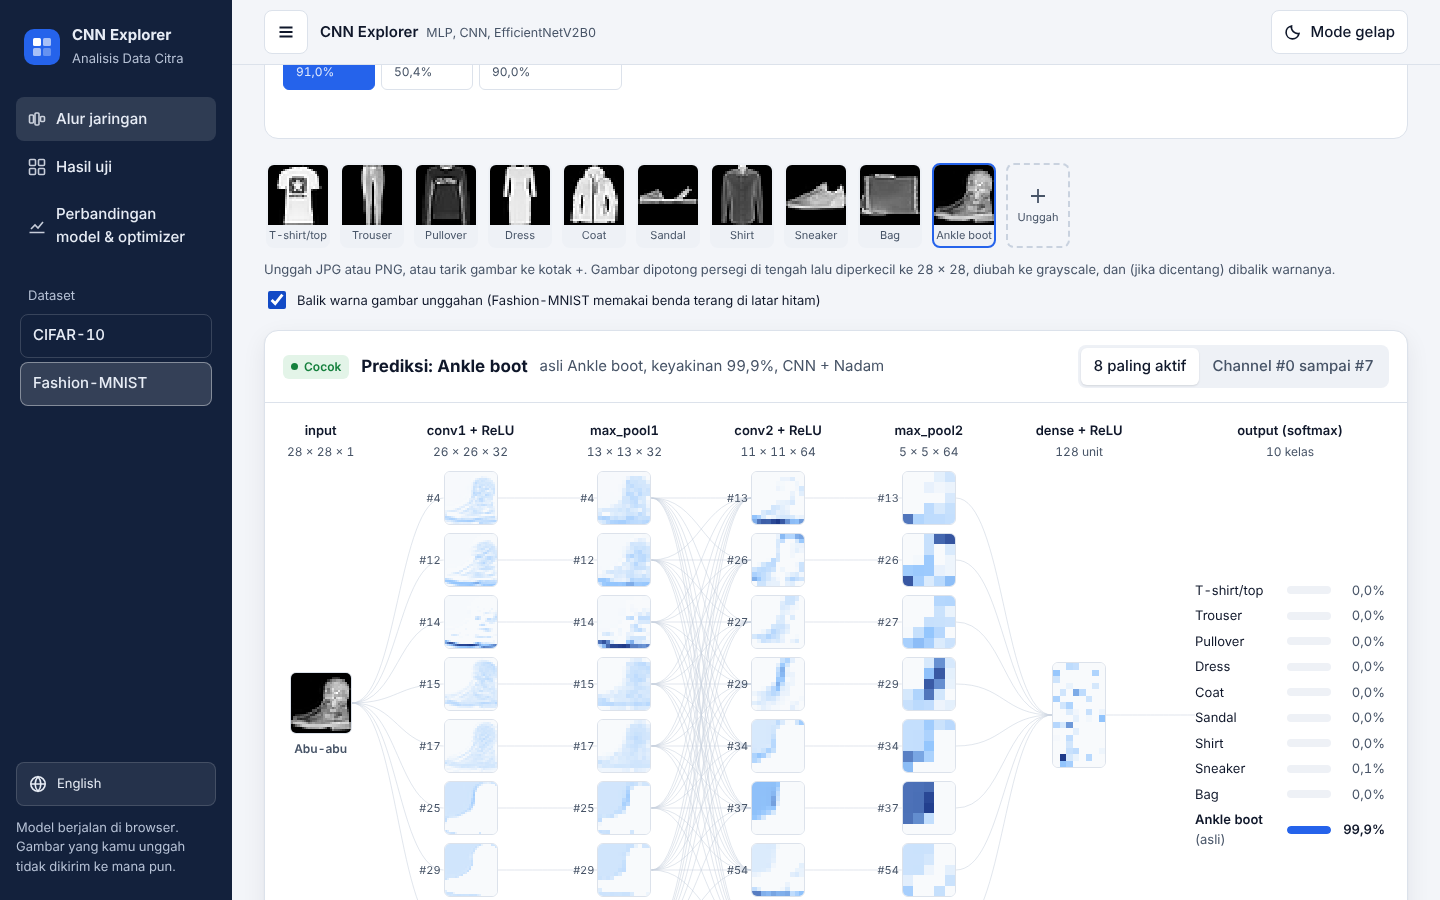 CNN Explorer
Analisis Data Citra
Alur jaringan
Hasil uji
Perbandingan
model & optimizer
Dataset
CIFAR-10
Fashion-MNIST
English
Model berjalan di browser.
Gambar yang kamu unggah
tidak dikirim ke mana pun.
CNN Explorer MLP, CNN, EfficientNetV2B0
Mode gelap
91,0% 50,4% 90,0%
T-shirt/top Trouser Pullover Dress Coat Sandal Shirt Sneaker Bag Ankle boot Unggah
Unggah JPG atau PNG, atau tarik gambar ke kotak +. Gambar dipotong persegi di tengah lalu diperkecil ke 28 × 28, diubah ke grayscale, dan (jika dicentang) dibalik warnanya.
Balik warna gambar unggahan (Fashion-MNIST memakai benda terang di latar hitam)
Cocok Prediksi: Ankle boot asli Ankle boot, keyakinan 99,9%, CNN + Nadam
8 paling aktif Channel #0 sampai #7
input conv1 + ReLU max_pool1 conv2 + ReLU max_pool2 dense + ReLU output (softmax)
28 × 28 × 1 26 × 26 × 32 13 × 13 × 32 11 × 11 × 64 5 × 5 × 64 128 unit 10 kelas
#4 #4 #13 #13
#12 #12 #26 #26
#14 #14 #27 #27
#15 #15 #29 #29
#17 #17 #34 #34
#25 #25 #37 #37
#29 #29 #54 #54
Abu-abu
T-shirt/top 0,0%
Trouser 0,0%
Pullover 0,0%
Dress 0,0%
Coat 0,0%
Sandal 0,0%
Shirt 0,0%
Sneaker 0,1%
Bag 0,0%
Ankle boot 99,9%
(asli)